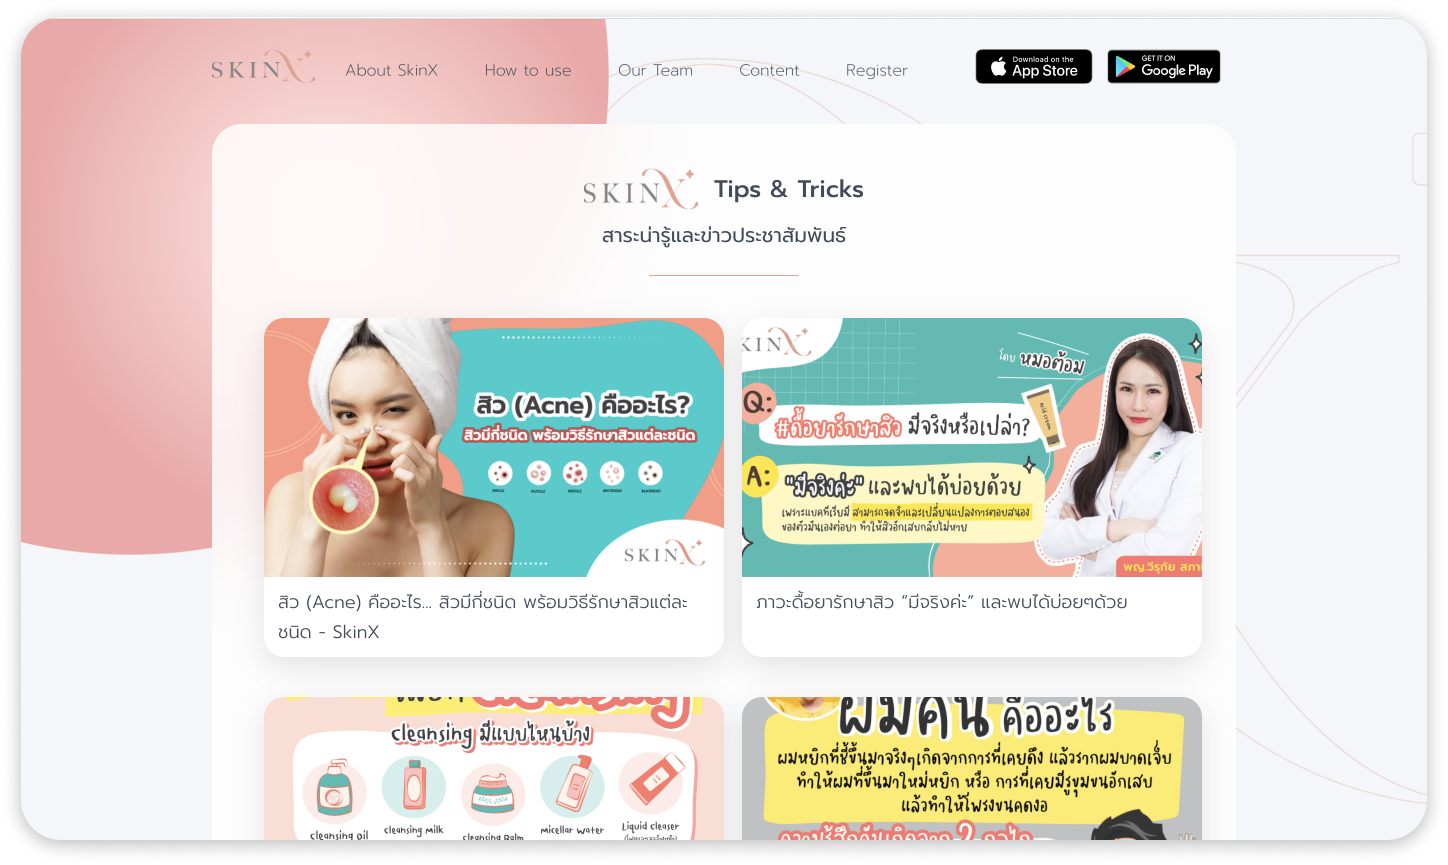 SKINX
About SkinX
How to use
Our Team
Content
Register
Download on the
App Store
GET IT ON
Google Play
SKINX Tips & Tricks
สาระน่ารู้และข่าวประชาสัมพันธ์
สิว (Acne) คืออะไร?
สิวมีกี่ชนิด พร้อมวิธีรักษาสิวแต่ละชนิด
PAPULE
PUSTULE
NODULE
WHITEHEAD
BLACKHEAD
SKINX
สิว (Acne) คืออะไร... สิวมีกี่ชนิด พร้อมวิธีรักษาสิวแต่ละ
ชนิด - SkinX
KINX
โดย หมอต้อม
Q:
#ดื้อยารักษาสิว มีจริงหรือเปล่า?
A:
"มีจริงค่ะ" และพบได้บ่อยด้วย
เพราะแบคทีเรียมี สามารถจดจำและเปลี่ยนแปลงการตอบสนอง
ของตัวมันเองต่อยา ทำให้สิวอักเสบกลับไม่หาย
พญ.วีรุทัย สภา
ภาวะดื้อยารักษาสิว “มีจริงค่ะ” และพบได้บ่อยๆด้วย
cleansing
cleansing มีแบบไหนบ้าง
cleansing oil
cleansing milk
cleansing Balm
micellar water
Liquid cleaser
ผมคัน คืออะไร
ผมหยิกที่ชี้ขึ้นมาจริงๆเกิดจากการที่เคยดึง แล้วรากผมบาดเจ็บ
ทำให้ผมที่ขึ้นมาใหม่หยิก หรือ การที่เคยมีรูขุมขนอักเสบ
แล้วทำให้โพรงขนคดงอ